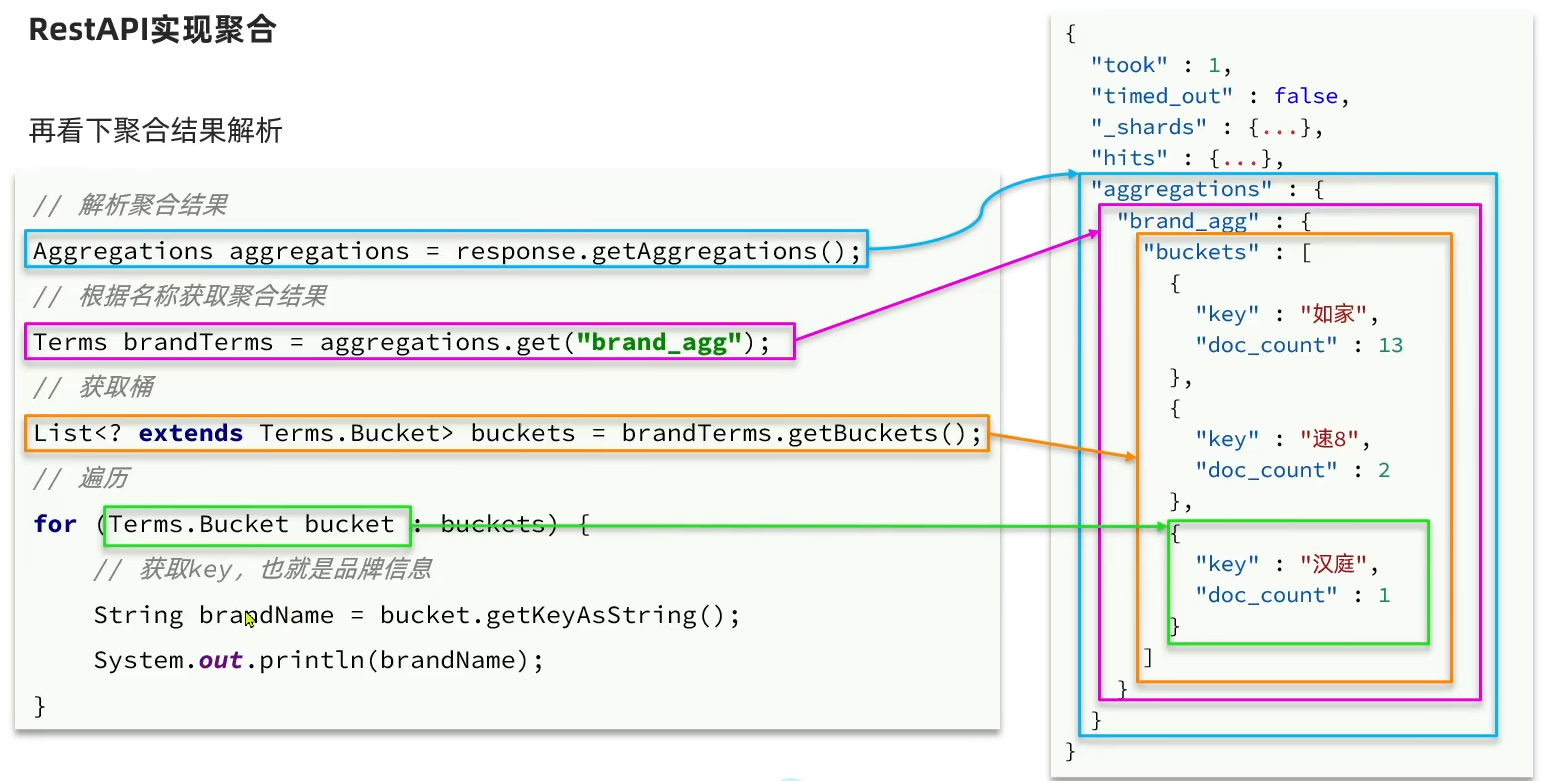 RestAPI实现聚合
再看下聚合结果解析
// 解析聚合结果
Aggregations aggregations = response.getAggregations();
// 根据名称获取聚合结果
Terms brandTerms = aggregations.get("brand_agg");
// 获取桶
List<? extends Terms.Bucket> buckets = brandTerms.getBuckets();
// 遍历
for (Terms.Bucket bucket : buckets) {
// 获取key，也就是品牌信息
String brandName = bucket.getKeyAsString();
System.out.println(brandName);
}
{
"took" : 1,
"timed_out" : false,
"_shards" : {...},
"hits" : {...},
"aggregations" : {
"brand_agg" : {
"buckets" : [
{
"key" : "如家",
"doc_count" : 13
},
{
"key" : "速8",
"doc_count" : 2
},
{
"key" : "汉庭",
"doc_count" : 1
}
]
}
}
}